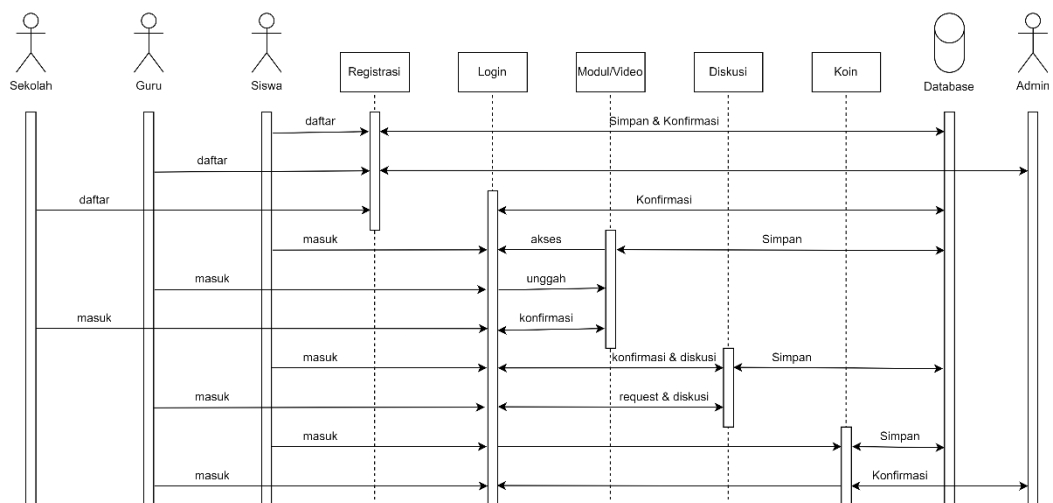 Sekolah
Guru
Siswa
Registrasi
Login
Modul/Video
Diskusi
Koin
Database
Admin
daftar
Simpan & Konfirmasi
daftar
daftar
Konfirmasi
masuk
akses
Simpan
masuk
unggah
masuk
konfirmasi
masuk
konfirmasi & diskusi
Simpan
masuk
request & diskusi
masuk
Simpan
masuk
Konfirmasi